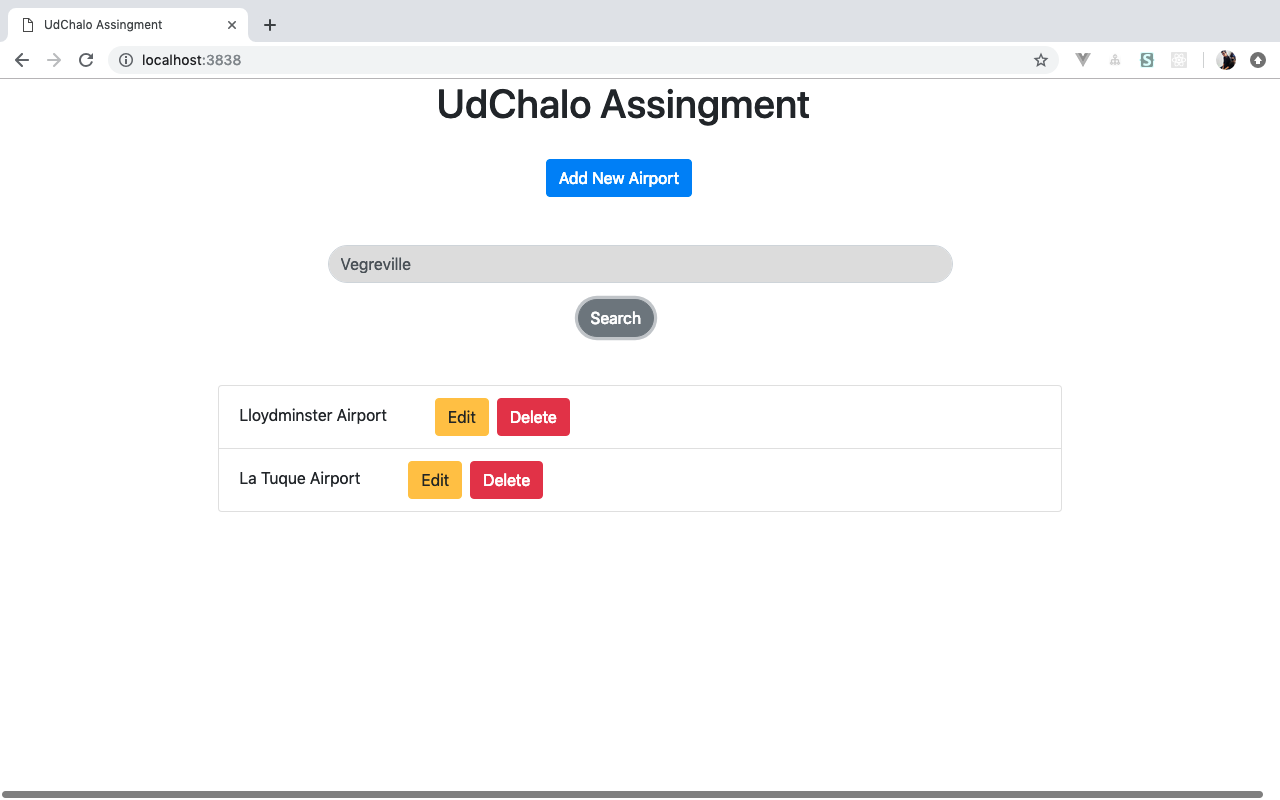 UdChalo Assingment
localhost:3838
UdChalo Assingment
Add New Airport
Vegreville
Search
Lloydminster Airport Edit Delete
La Tuque Airport Edit Delete